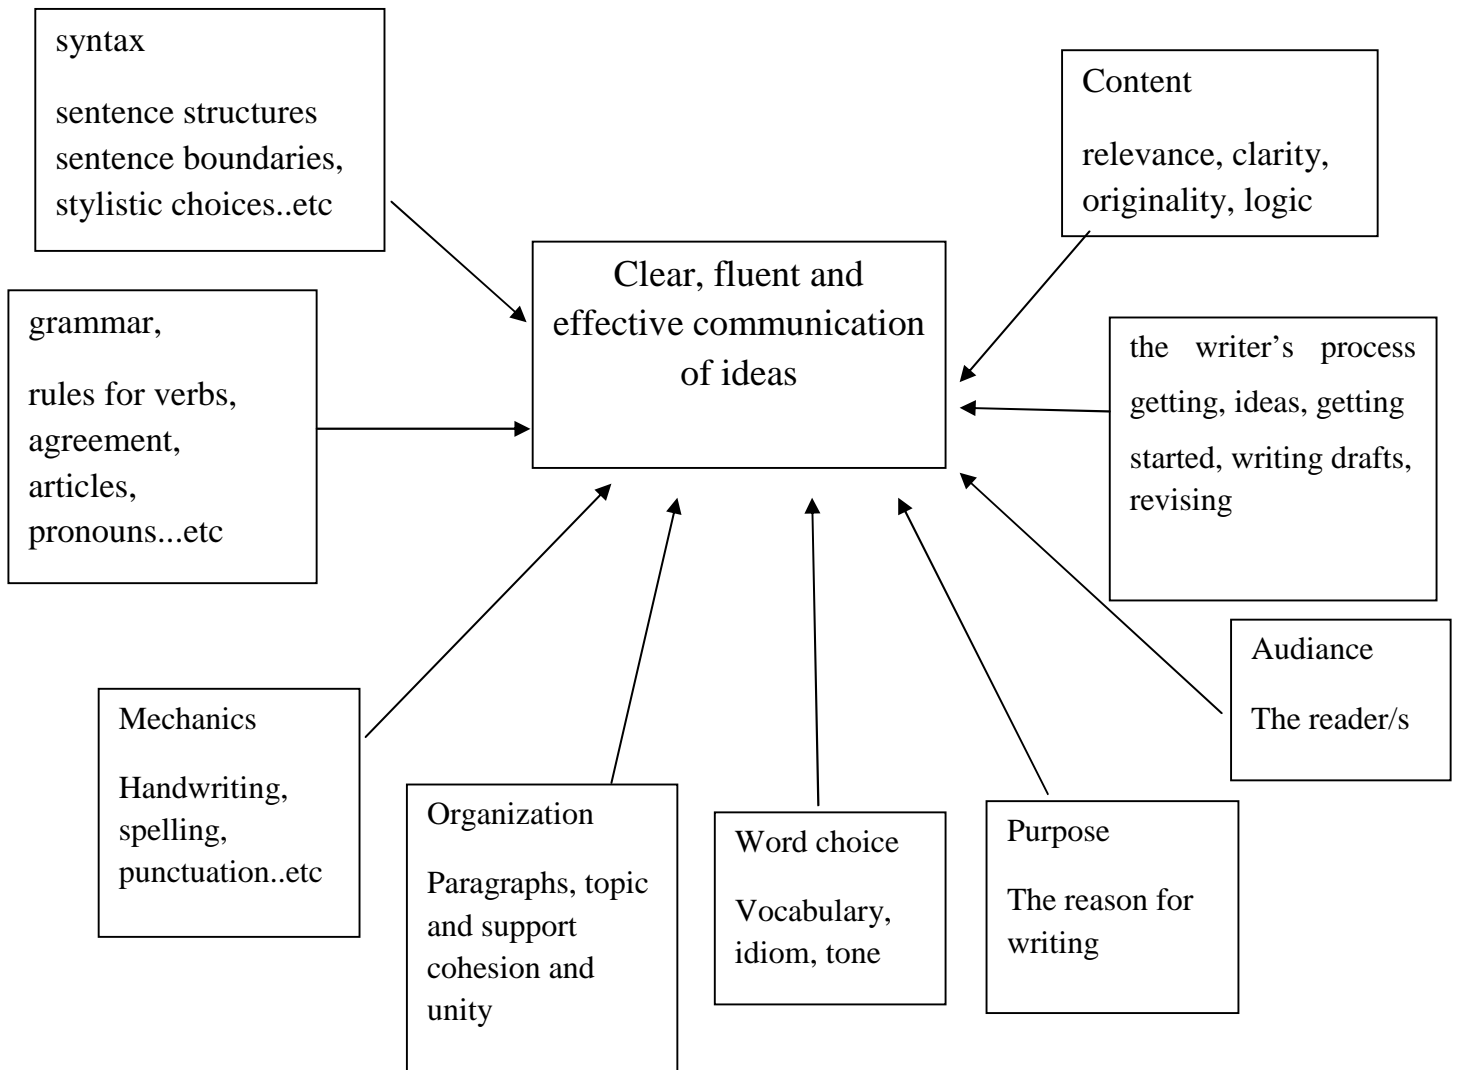 syntax
sentence structures
sentence boundaries,
stylistic choices..etc
Content
relevance, clarity,
originality, logic
Clear, fluent and
effective communication
of ideas
grammar,
rules for verbs,
agreement,
articles,
pronouns...etc
the writer’s process
getting, ideas, getting
started, writing drafts,
revising
Audiance
The reader/s
Mechanics
Handwriting,
spelling,
punctuation..etc
Organization
Paragraphs, topic
and support
cohesion and
unity
Word choice
Vocabulary,
idiom, tone
Purpose
The reason for
writing